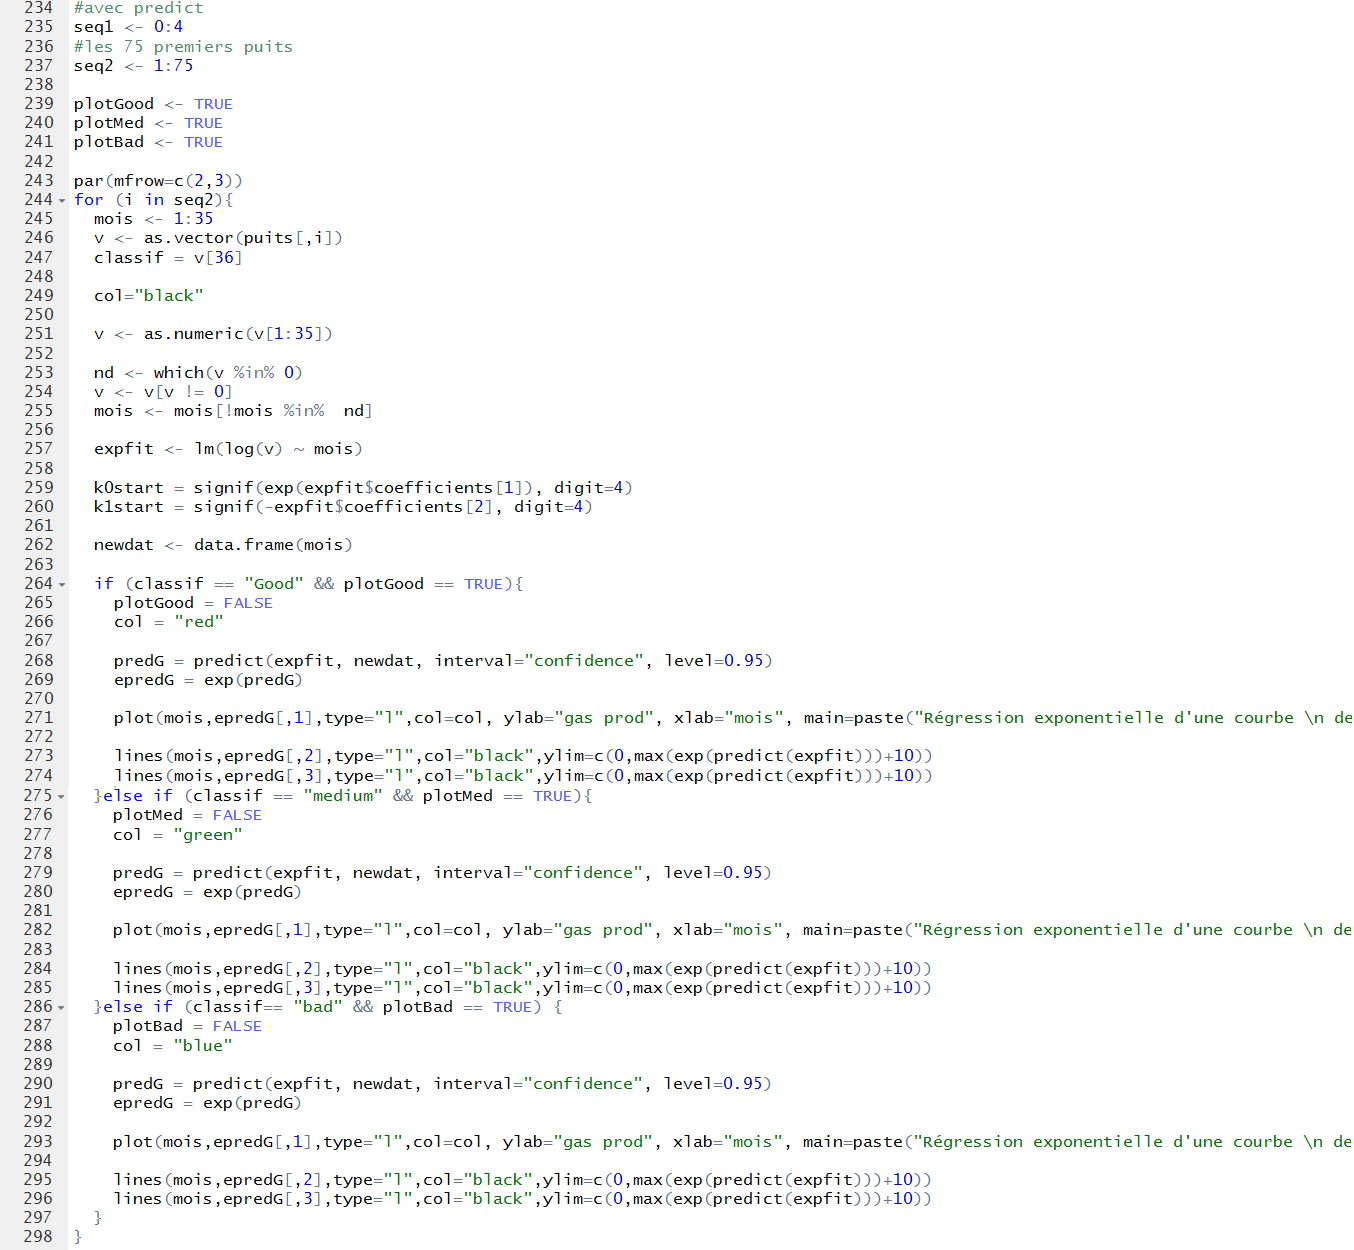 234 #avec predict
235 seq1 <- 0:4
236 #les 75 premiers puits
237 seq2 <- 1:75
238
239 plotGood <- TRUE
240 plotMed <- TRUE
241 plotBad <- TRUE
242
243 par(mfrow=c(2,3))
244 for (i in seq2){
245   mois <- 1:35
246   v <- as.vector(puits[,i])
247   classif = v[36]
248
249   col="black"
250
251   v <- as.numeric(v[1:35])
252
253   nd <- which(v %in% 0)
254   v <- v[v != 0]
255   mois <- mois[!mois %in%  nd]
256
257   expfit <- lm(log(v) ~ mois)
258
259   k0start = signif(exp(expfit$coefficients[1]), digit=4)
260   k1start = signif(-expfit$coefficients[2], digit=4)
261
262   newdat <- data.frame(mois)
263
264   if (classif == "Good" && plotGood == TRUE){
265     plotGood = FALSE
266     col = "red"
267
268     predG = predict(expfit, newdat, interval="confidence", level=0.95)
269     epredG = exp(predG)
270
271     plot(mois,epredG[,1],type="l",col=col, ylab="gas prod", xlab="mois", main=paste("Régression exponentielle d'une courbe \n de
272
273     lines(mois,epredG[,2],type="l",col="black",ylim=c(0,max(exp(predict(expfit)))+10))
274     lines(mois,epredG[,3],type="l",col="black",ylim=c(0,max(exp(predict(expfit)))+10))
275   }else if (classif == "medium" && plotMed == TRUE){
276     plotMed = FALSE
277     col = "green"
278
279     predG = predict(expfit, newdat, interval="confidence", level=0.95)
280     epredG = exp(predG)
281
282     plot(mois,epredG[,1],type="l",col=col, ylab="gas prod", xlab="mois", main=paste("Régression exponentielle d'une courbe \n de
283
284     lines(mois,epredG[,2],type="l",col="black",ylim=c(0,max(exp(predict(expfit)))+10))
285     lines(mois,epredG[,3],type="l",col="black",ylim=c(0,max(exp(predict(expfit)))+10))
286   }else if (classif== "bad" && plotBad == TRUE) {
287     plotBad = FALSE
288     col = "blue"
289
290     predG = predict(expfit, newdat, interval="confidence", level=0.95)
291     epredG = exp(predG)
292
293     plot(mois,epredG[,1],type="l",col=col, ylab="gas prod", xlab="mois", main=paste("Régression exponentielle d'une courbe \n de
294
295     lines(mois,epredG[,2],type="l",col="black",ylim=c(0,max(exp(predict(expfit)))+10))
296     lines(mois,epredG[,3],type="l",col="black",ylim=c(0,max(exp(predict(expfit)))+10))
297   }
298 }